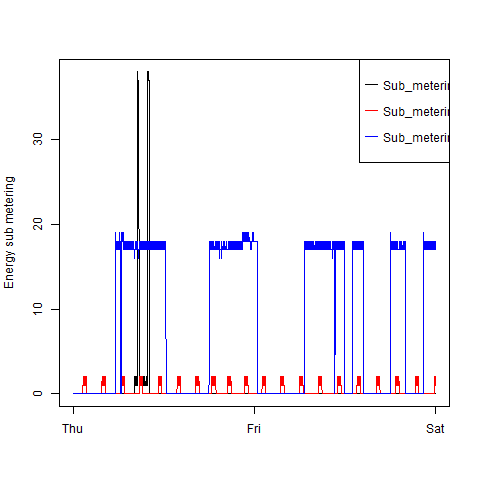 Energy sub metering
30
20
10
0
Thu
Fri
Sat
Sub_meterin
Sub_meterin
Sub_meterin